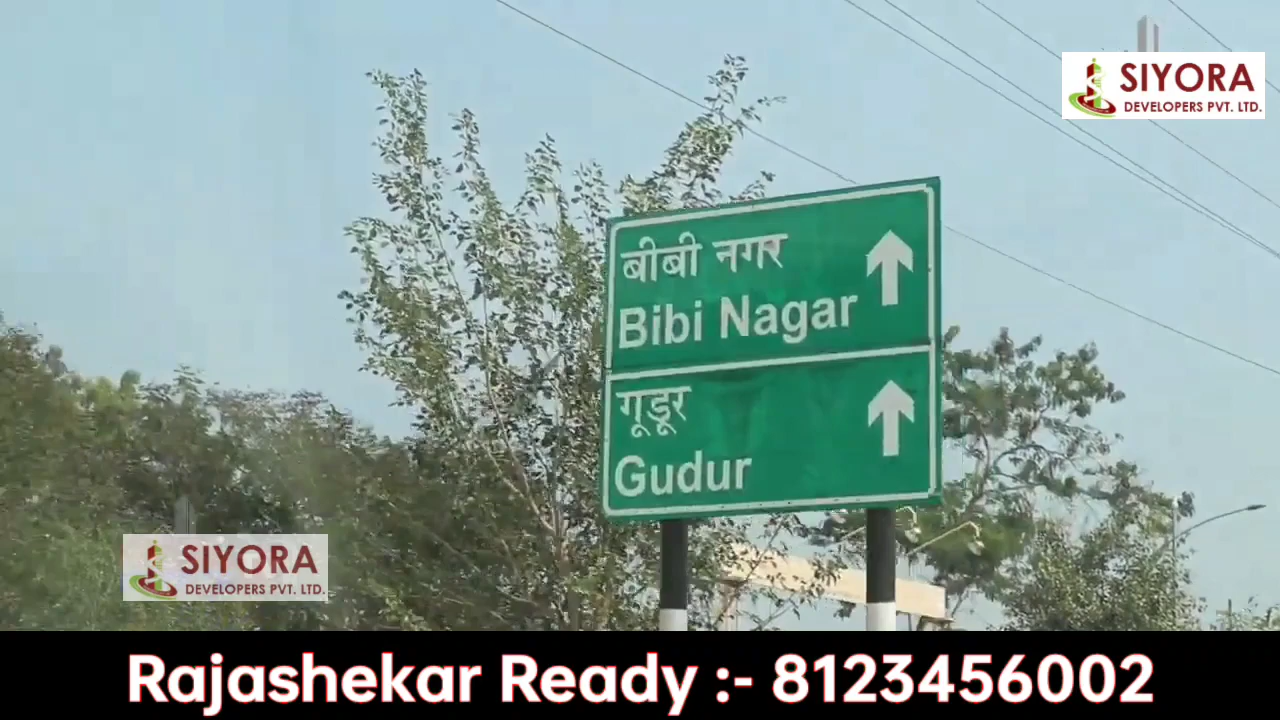 SIYORA
DEVELOPERS PVT. LTD.
बीबी नगर
Bibi Nagar
गूडूर
Gudur
SIYORA
DEVELOPERS PVT. LTD.
Rajashekar Ready :- 8123456002